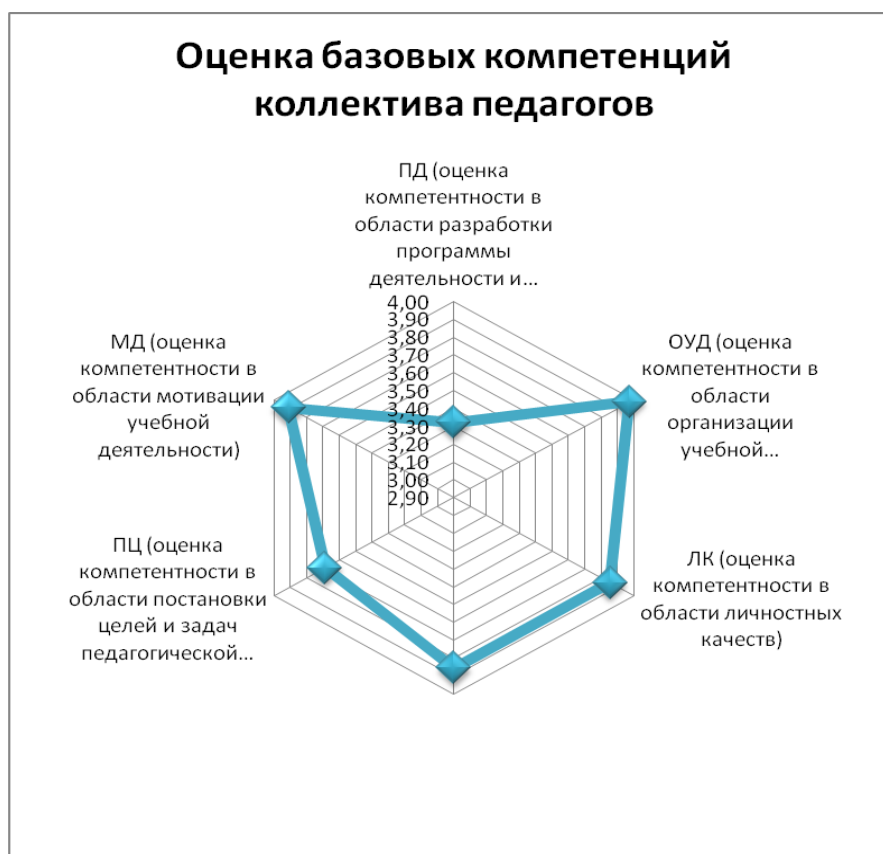 Оценка базовых компетенций
коллектива педагогов
ПД (оценка
компетентности в
области разработки
программы
деятельности и...
4,00
3,90
3,80
3,70
3,60
3,50
3,40
3,30
3,20
3,10
3,00
2,90
ОУД (оценка
компетентности в
области
организации
учебной...
ЛК (оценка
компетентности в
области личностных
качеств)
ПЦ (оценка
компетентности в
области постановки
целей и задач
педагогической...
МД (оценка
компетентности в
области мотивации
учебной
деятельности)